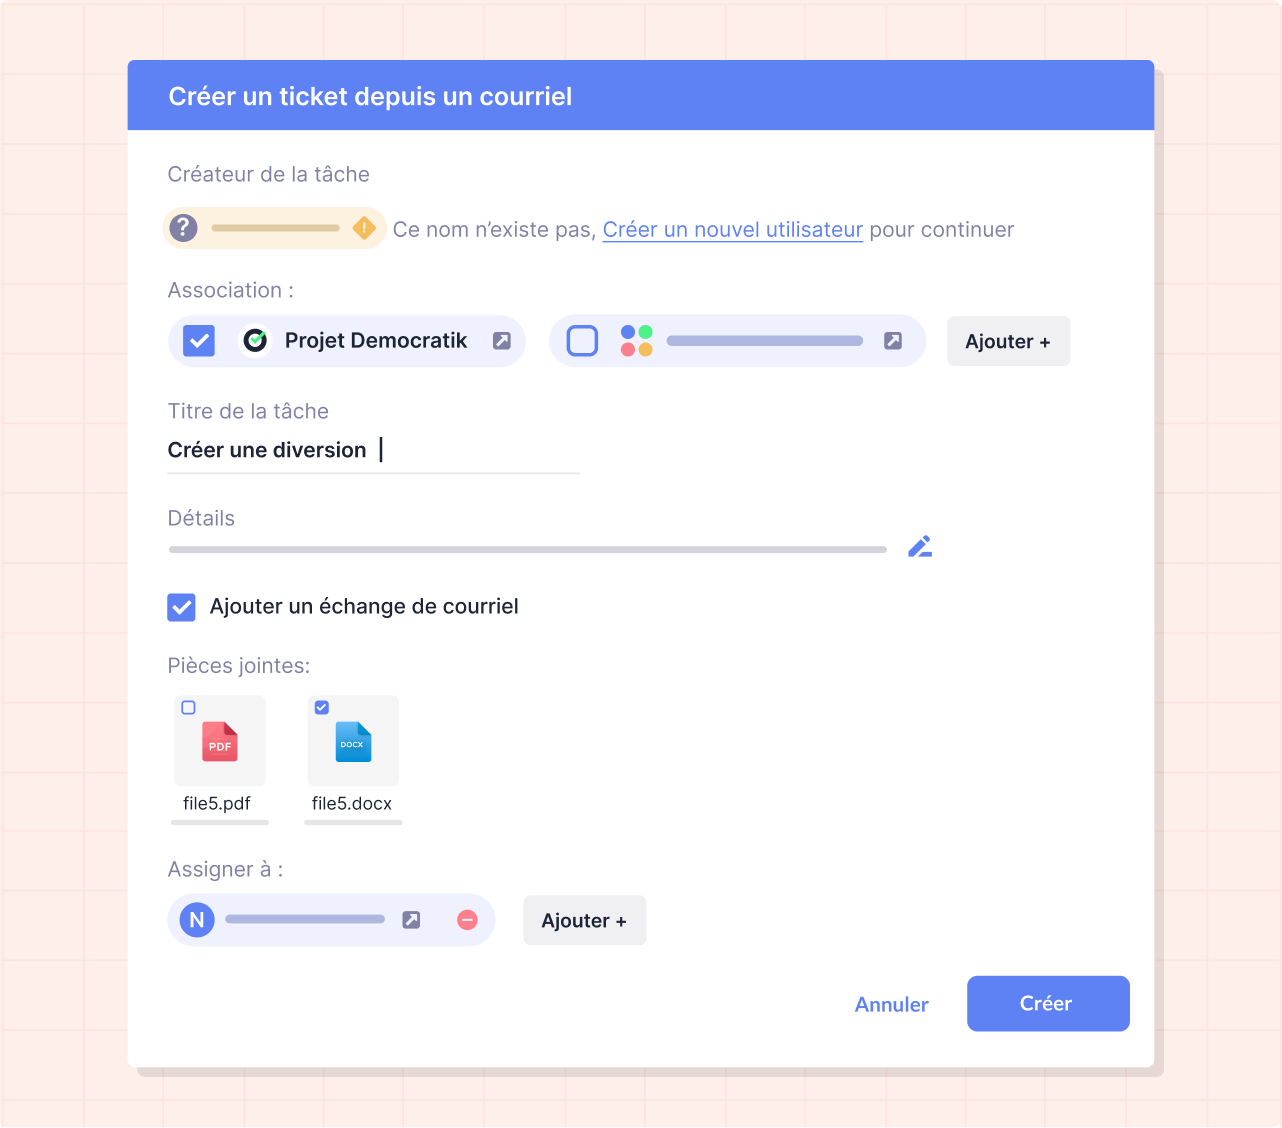 Créer un ticket depuis un courriel
Créateur de la tâche
? ! Ce nom n’existe pas, Créer un nouvel utilisateur pour continuer
Association :
Projet Democratik Ajouter +
Titre de la tâche
Créer une diversion
Détails
Ajouter un échange de courriel
Pièces jointes:
PDF DOCX
file5.pdf file5.docx
Assigner à :
N Ajouter +
Annuler Créer